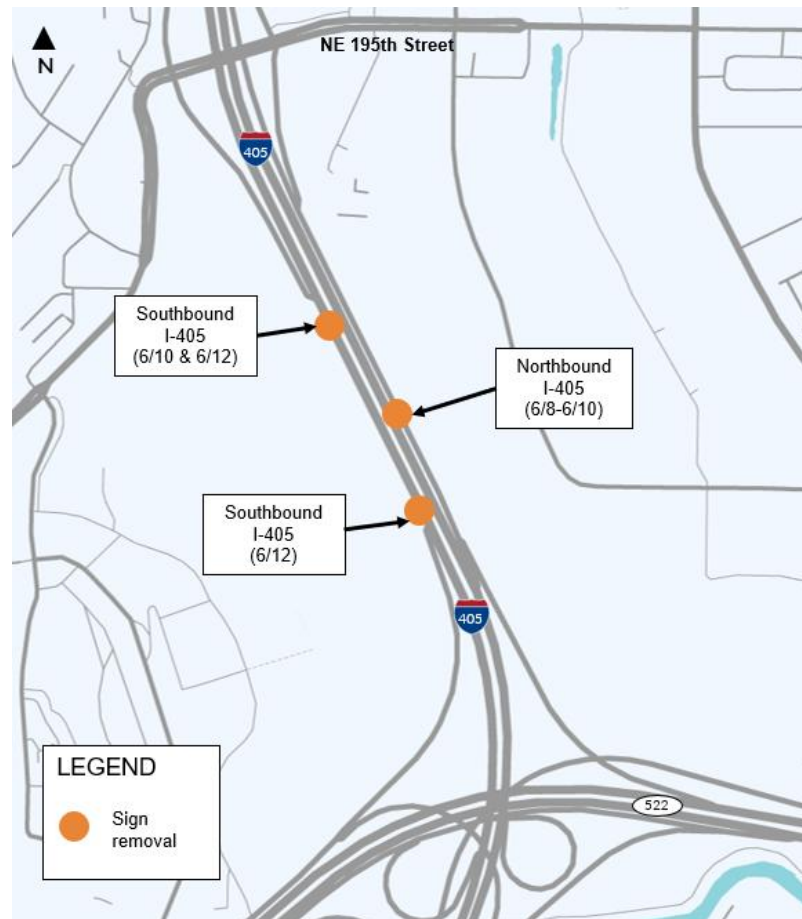 NE 195th Street
N
405
Southbound
I-405
(6/10 & 6/12)
Northbound
I-405
(6/8-6/10)
Southbound
I-405
(6/12)
405
LEGEND
Sign
removal
522